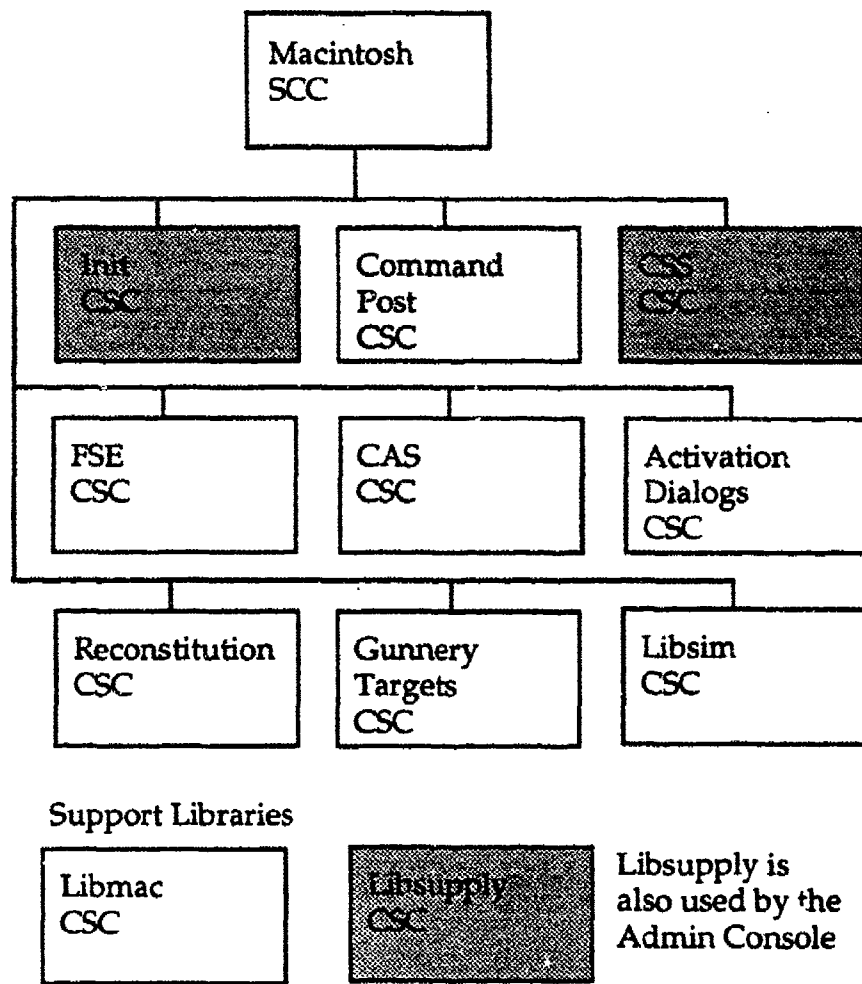 Macintosh
SCC
Init
CSC
Command
Post
CSC
CSS
CSC
FSE
CSC
CAS
CSC
Activation
Dialogs
CSC
Reconstitution
CSC
Gunnery
Targets
CSC
Libsim
CSC
Support Libraries
Libmac
CSC
Libsupply
CSC
Libsupply is
also used by the
Admin Console